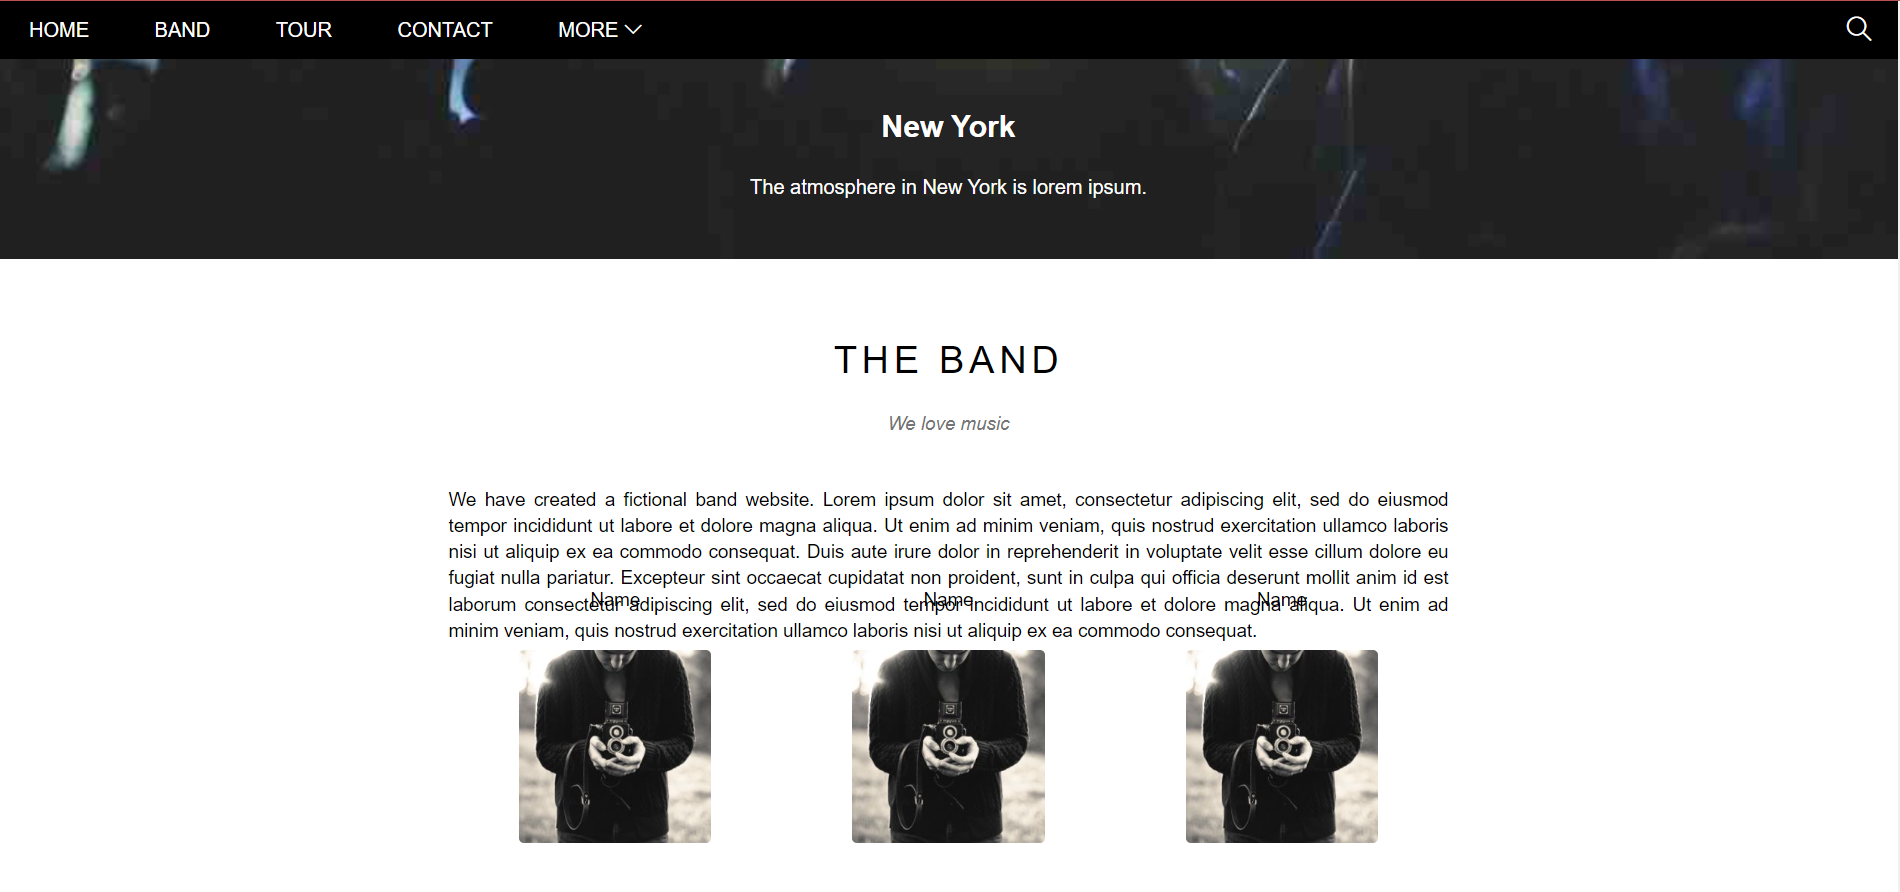 HOME BAND TOUR CONTACT MORE
New York
The atmosphere in New York is lorem ipsum.
THE BAND
We love music
We have created a fictional band website. Lorem ipsum dolor sit amet, consectetur adipiscing elit, sed do eiusmod
tempor incididunt ut labore et dolore magna aliqua. Ut enim ad minim veniam, quis nostrud exercitation ullamco laboris
nisi ut aliquip ex ea commodo consequat. Duis aute irure dolor in reprehenderit in voluptate velit esse cillum dolore eu
fugiat nulla pariatur. Excepteur sint occaecat cupidatat non proident, sunt in culpa qui officia deserunt mollit anim id est
laborum consectetur adipiscing elit, sed do eiusmod tempor incididunt ut labore et dolore magna aliqua. Ut enim ad
minim veniam, quis nostrud exercitation ullamco laboris nisi ut aliquip ex ea commodo consequat.
Name Name Name